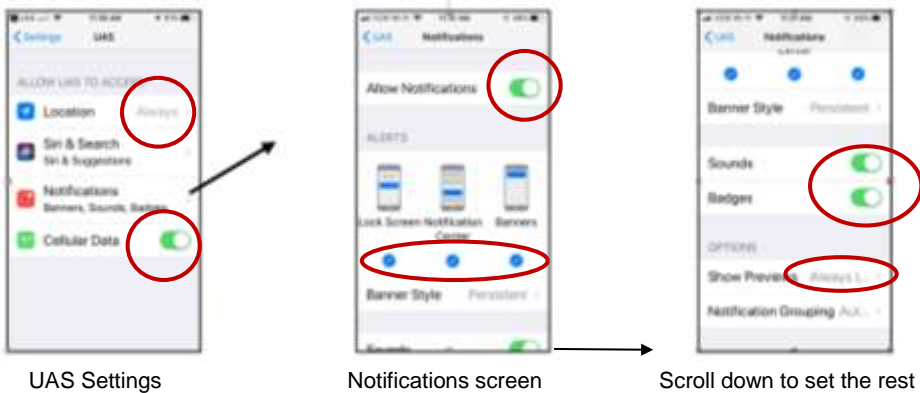 Settings UAS
ALLOW UAS TO ACCESS
Location Always
Siri & Search
Siri & Suggestions
Notifications
Banners, Sounds, Badges
Cellular Data
UAS Settings
UAS Notifications
Allow Notifications
ALERTS
Lock Screen Notification Banners
Center
Banner Style Persistent
Sounds
Notifications screen
UAS Notifications
Banner Style Persistent
Sounds
Badges
OPTIONS
Show Previews Always
Notification Grouping
Scroll down to set the rest